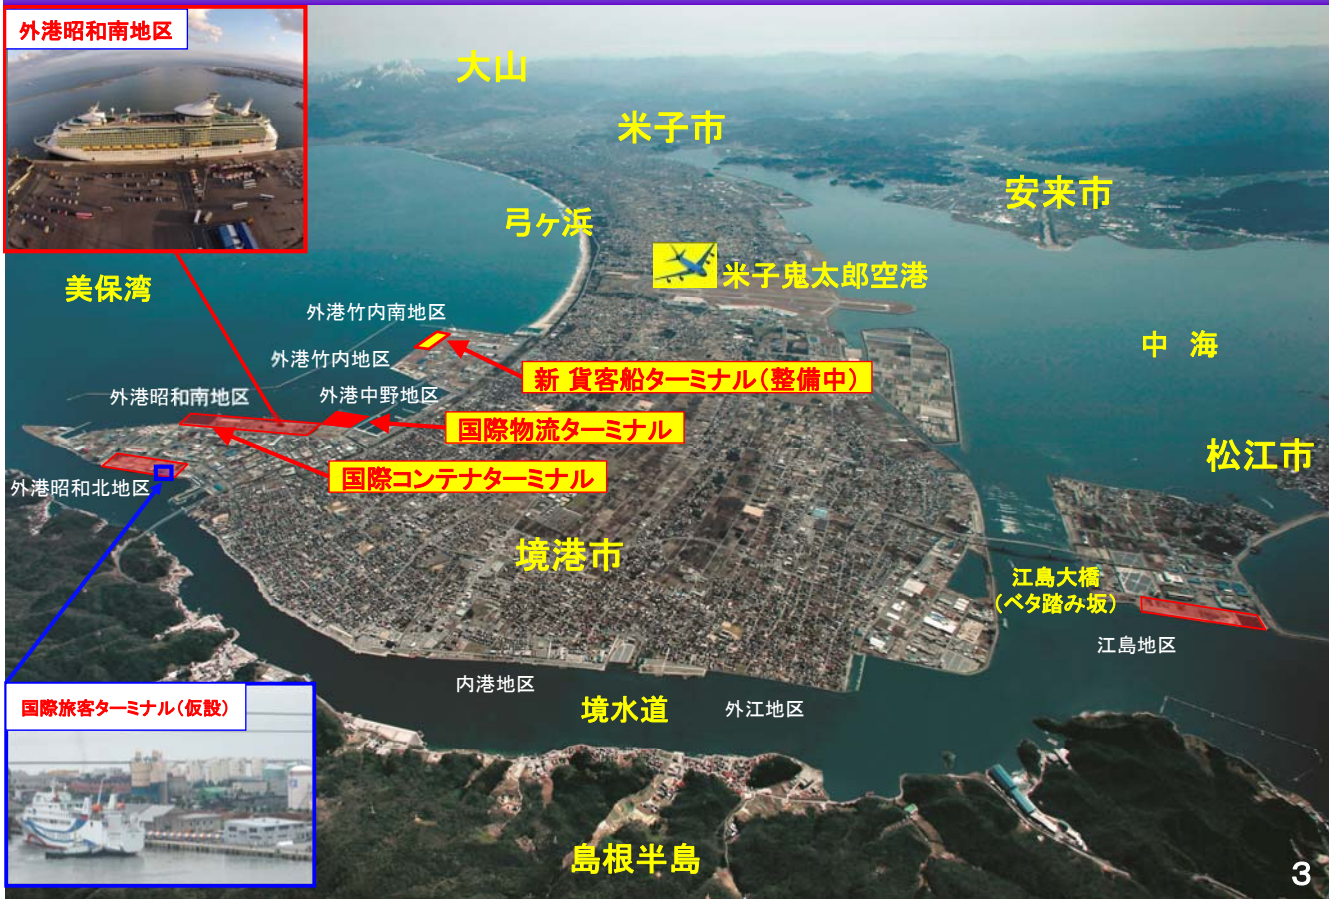 外港昭和南地区
大山
米子市
安来市
弓ヶ浜
米子鬼太郎空港
美保湾
外港竹内南地区
中 海
外港竹内地区
新 貨客船ターミナル(整備中)
外港昭和南地区
外港中野地区
国際物流ターミナル
松江市
国際コンテナターミナル
外港昭和北地区
境港市
江島大橋
(ベタ踏み坂)
江島地区
内港地区
境水道
外江地区
国際旅客ターミナル(仮設)
島根半島
3